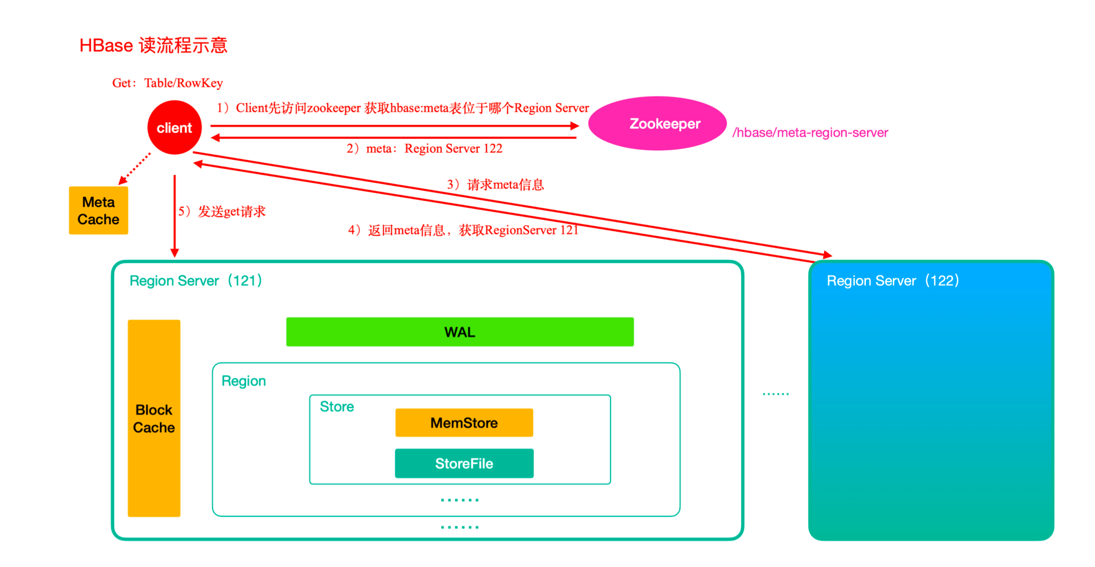 HBase 读流程示意
Get：Table/RowKey
1）Client先访问zookeeper 获取hbase:meta表位于哪个Region Server
client
Zookeeper
/hbase/meta-region-server
2）meta：Region Server 122
3）请求meta信息
Meta
Cache
5）发送get请求
4）返回meta信息，获取RegionServer 121
Region Server（121）
Region Server（122）
WAL
Region
Store
Block
Cache
MemStore
StoreFile
……
……
……